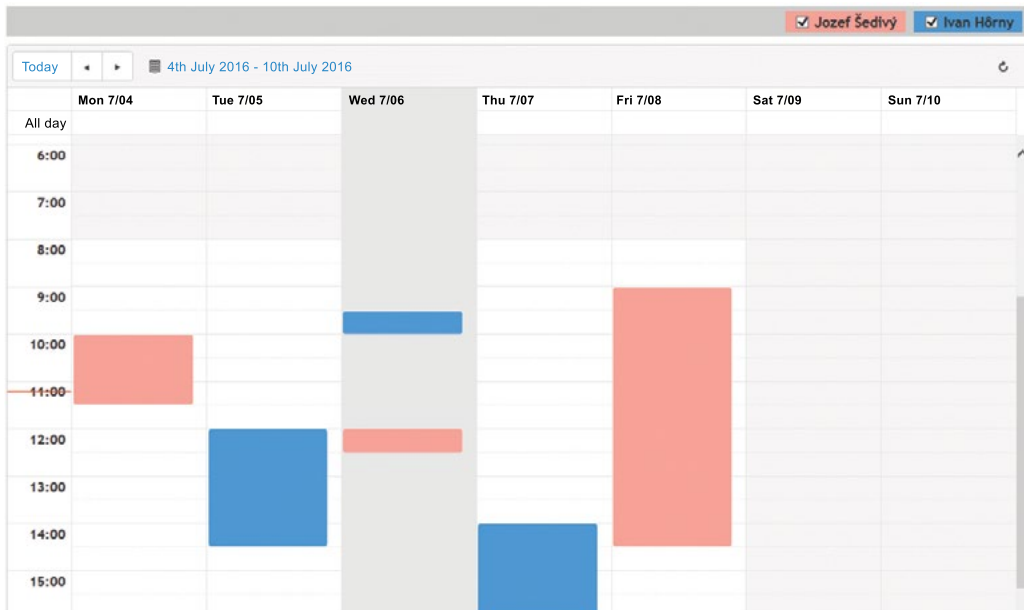 Jozef Šedivý Ivan Hôrny
Today 4th July 2016 - 10th July 2016
Mon 7/04 Tue 7/05 Wed 7/06 Thu 7/07 Fri 7/08 Sat 7/09 Sun 7/10
All day
6:00
7:00
8:00
9:00
10:00
11:00
12:00
13:00
14:00
15:00